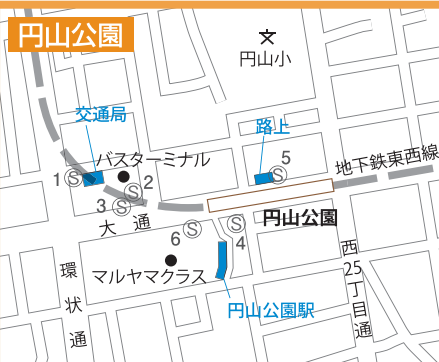 円山公園
円山小
交通局
路上
5
Ⓢ
バスターミナル
地下鉄東西線
1
Ⓢ
2
Ⓢ
3
Ⓢ
大通
円山公園
6
Ⓢ
Ⓢ
4
西25丁目通
環状通
マルヤマクラス
円山公園駅